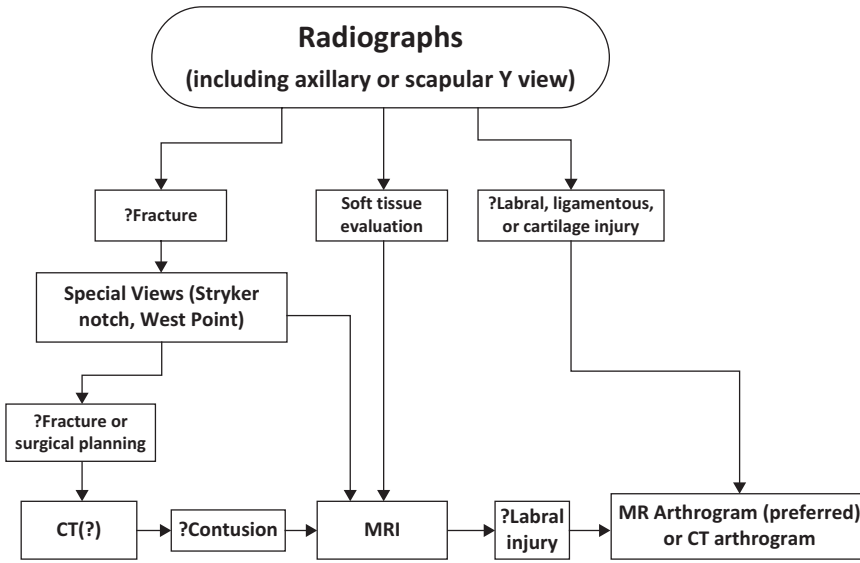 Radiographs
(including axillary or scapular Y view)
?Fracture
Soft tissue
evaluation
?Labral, ligamentous,
or cartilage injury
Special Views (Stryker
notch, West Point)
?Fracture or
surgical planning
CT(?)
?Contusion
MRI
?Labral
injury
MR Arthrogram (preferred)
or CT arthrogram